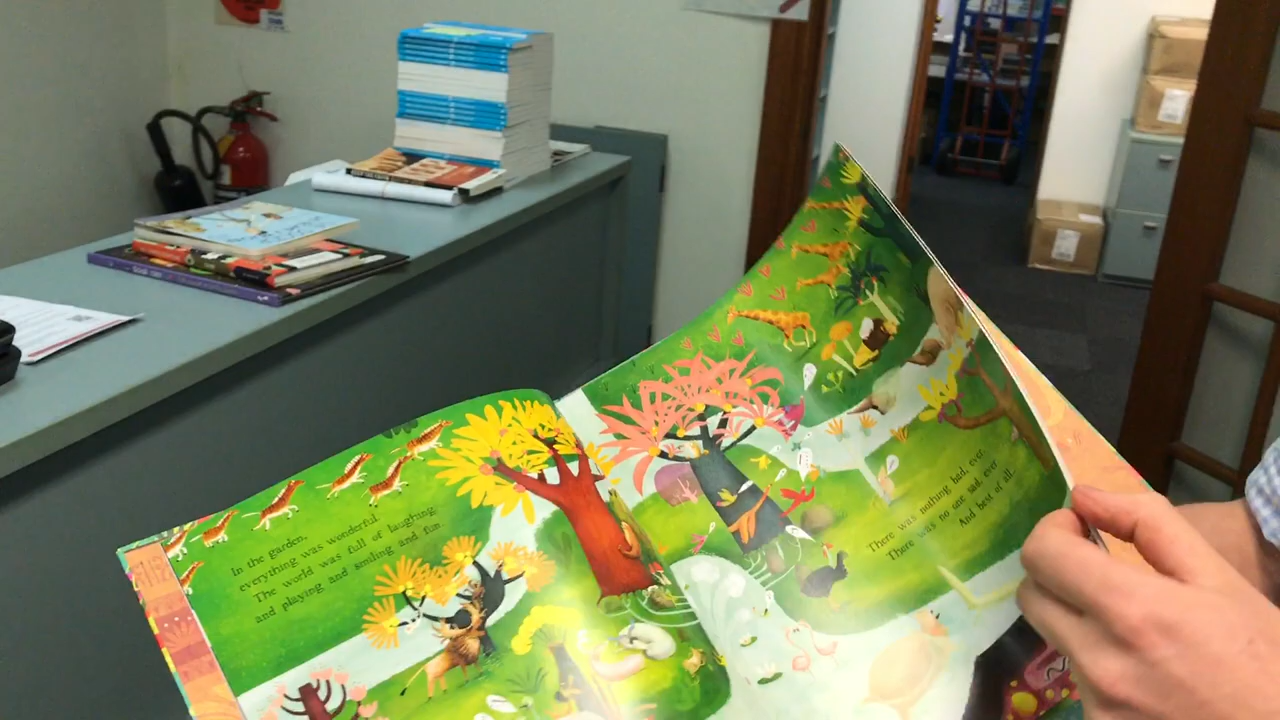 In the garden,
everything was wonderful.
The world was full of laughing
and playing and smiling and fun.
There was nothing bad, ever.
There was no one sad, ever.
And best of all,